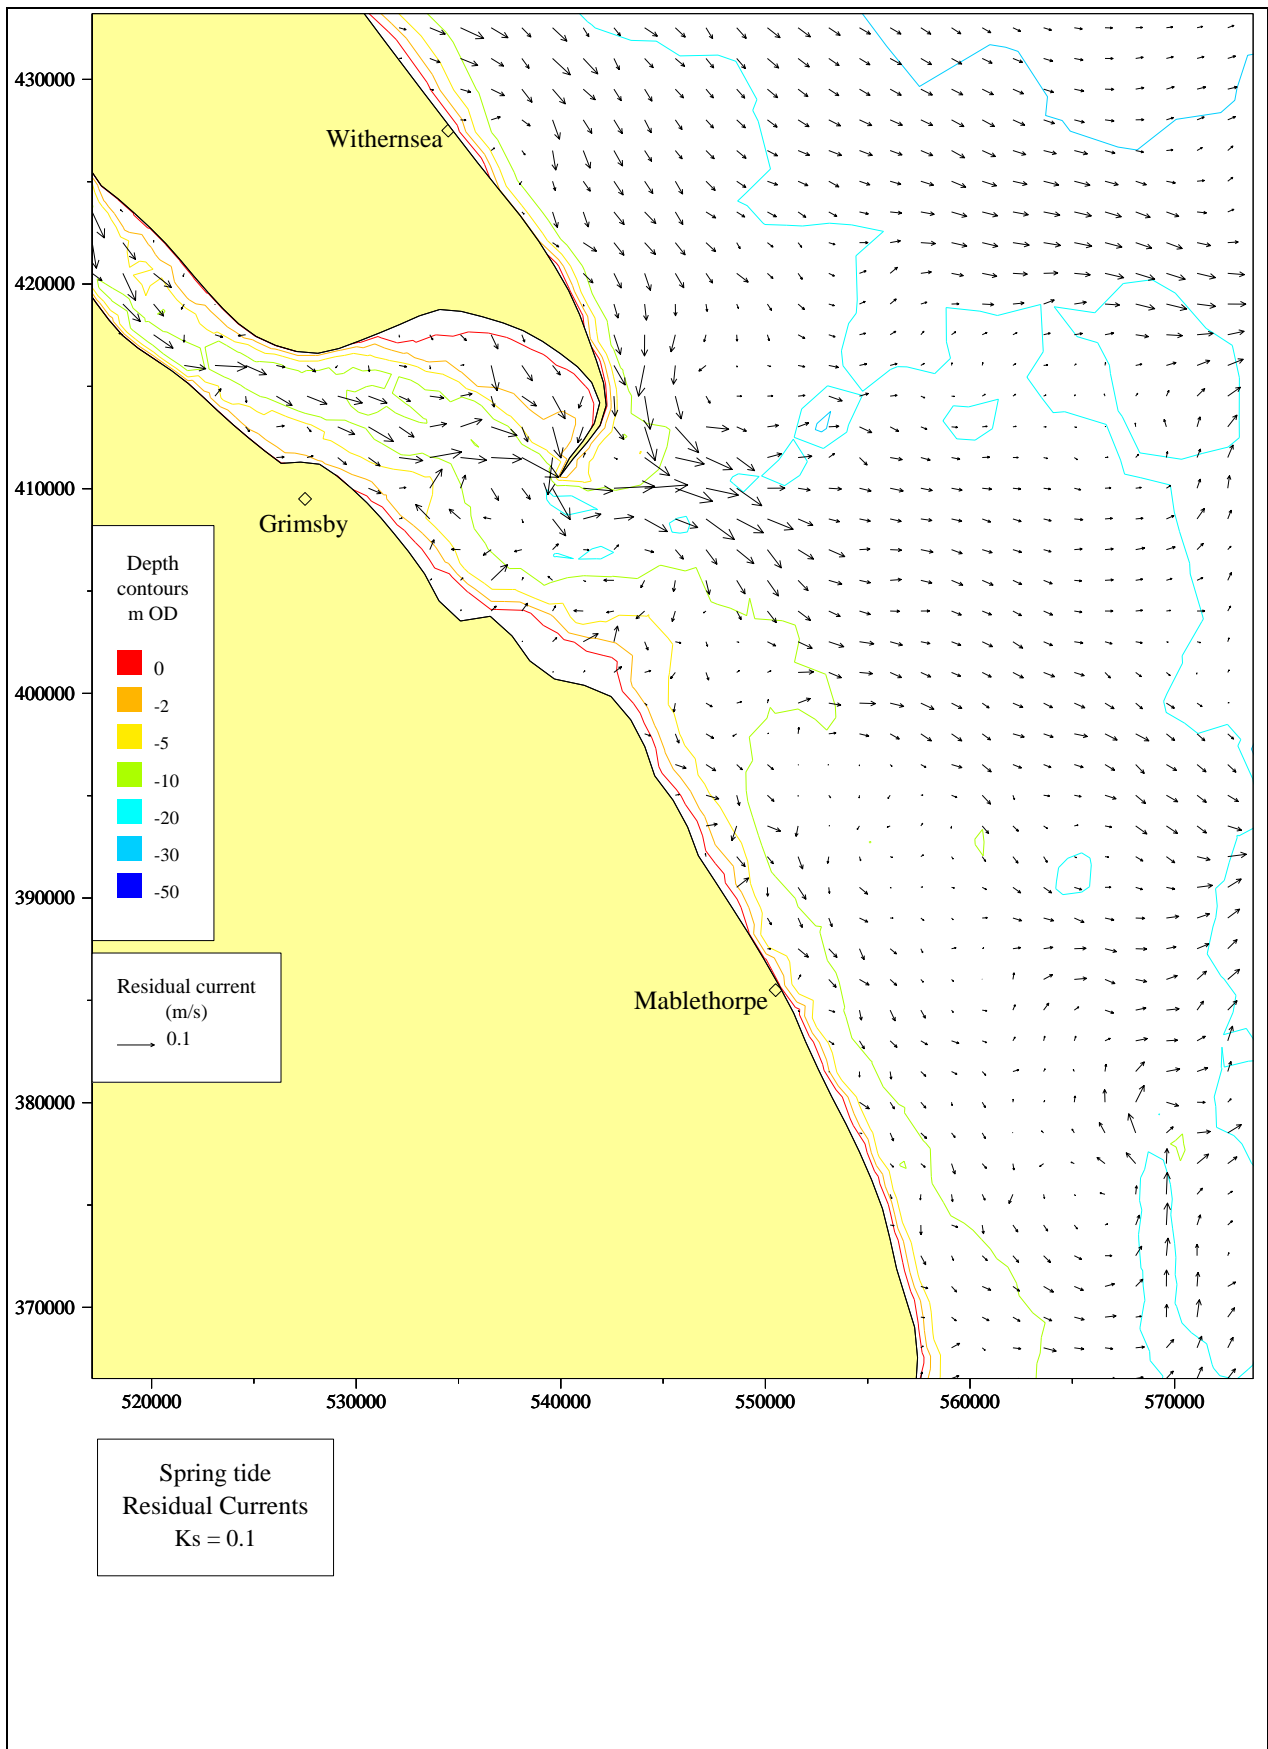 430000
Withernsea
420000
410000
Grimsby
Depth
contours
m OD
0
-2
-5
-10
-20
-30
-50
400000
390000
Residual current
(m/s)
0.1
Mablethorpe
380000
370000
520000 530000 540000 550000 560000 570000
Spring tide
Residual Currents
Ks = 0.1